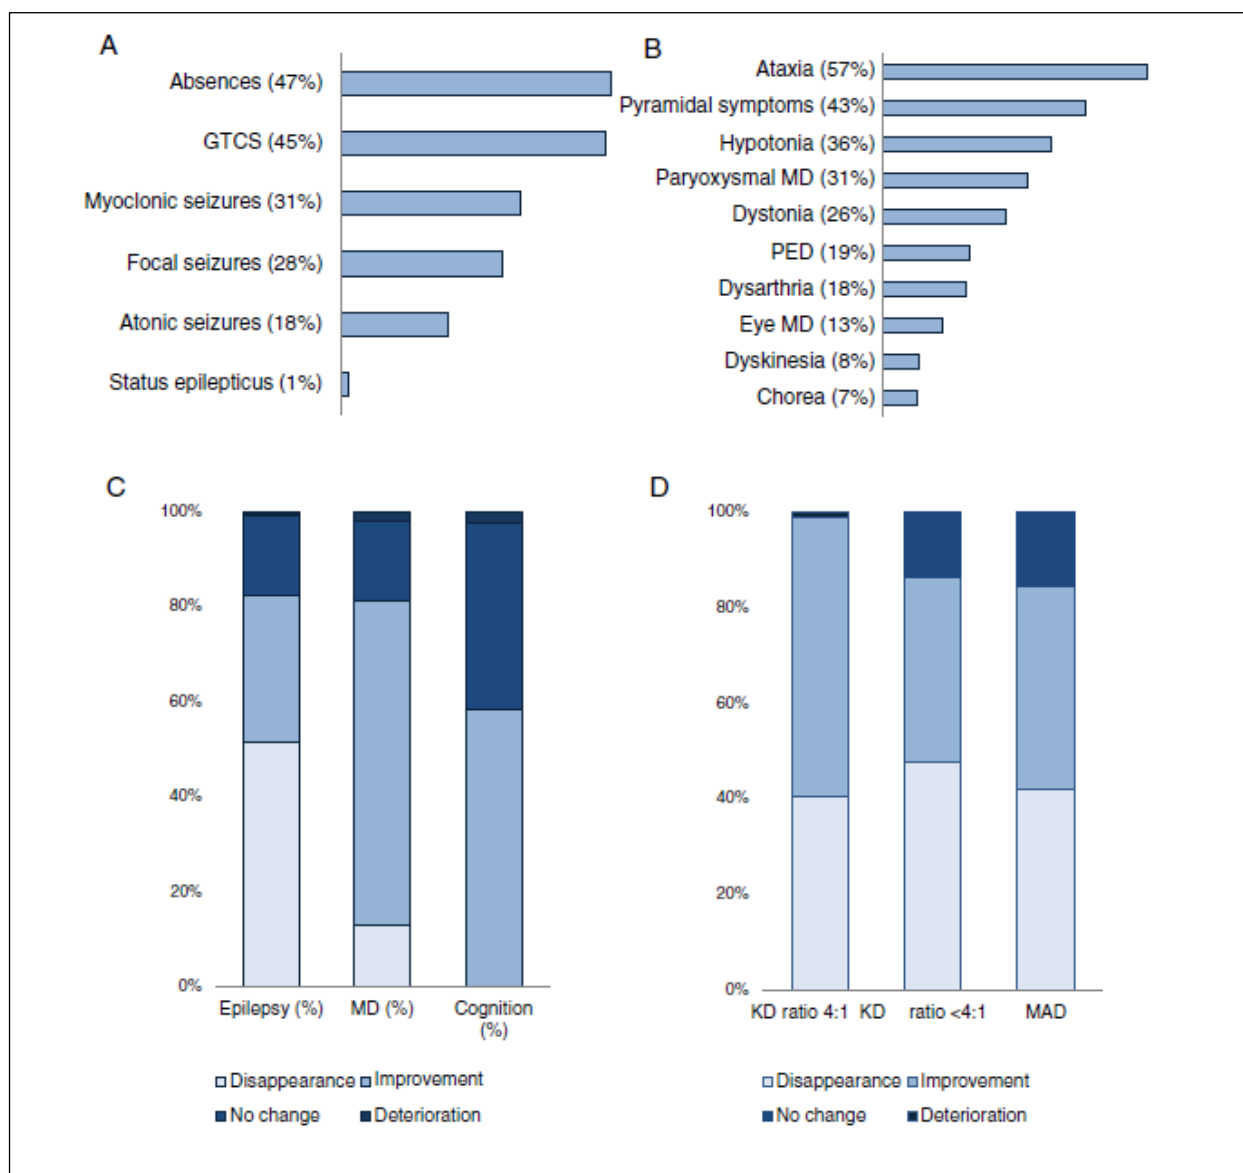 A
Absences (47%)
GTCS (45%)
Myoclonic seizures (31%)
Focal seizures (28%)
Atonic seizures (18%)
Status epilepticus (1%)
B
Ataxia (57%)
Pyramidal symptoms (43%)
Hypotonia (36%)
Paryoxysmal MD (31%)
Dystonia (26%)
PED (19%)
Dysarthria (18%)
Eye MD (13%)
Dyskinesia (8%)
Chorea (7%)
C
100%
80%
60%
40%
20%
0%
Epilepsy (%) MD (%) Cognition
(%)
Disappearance Improvement
No change Deterioration
D
100%
80%
60%
40%
20%
0%
KD ratio 4:1 KD ratio <4:1 MAD
Disappearance Improvement
No change Deterioration